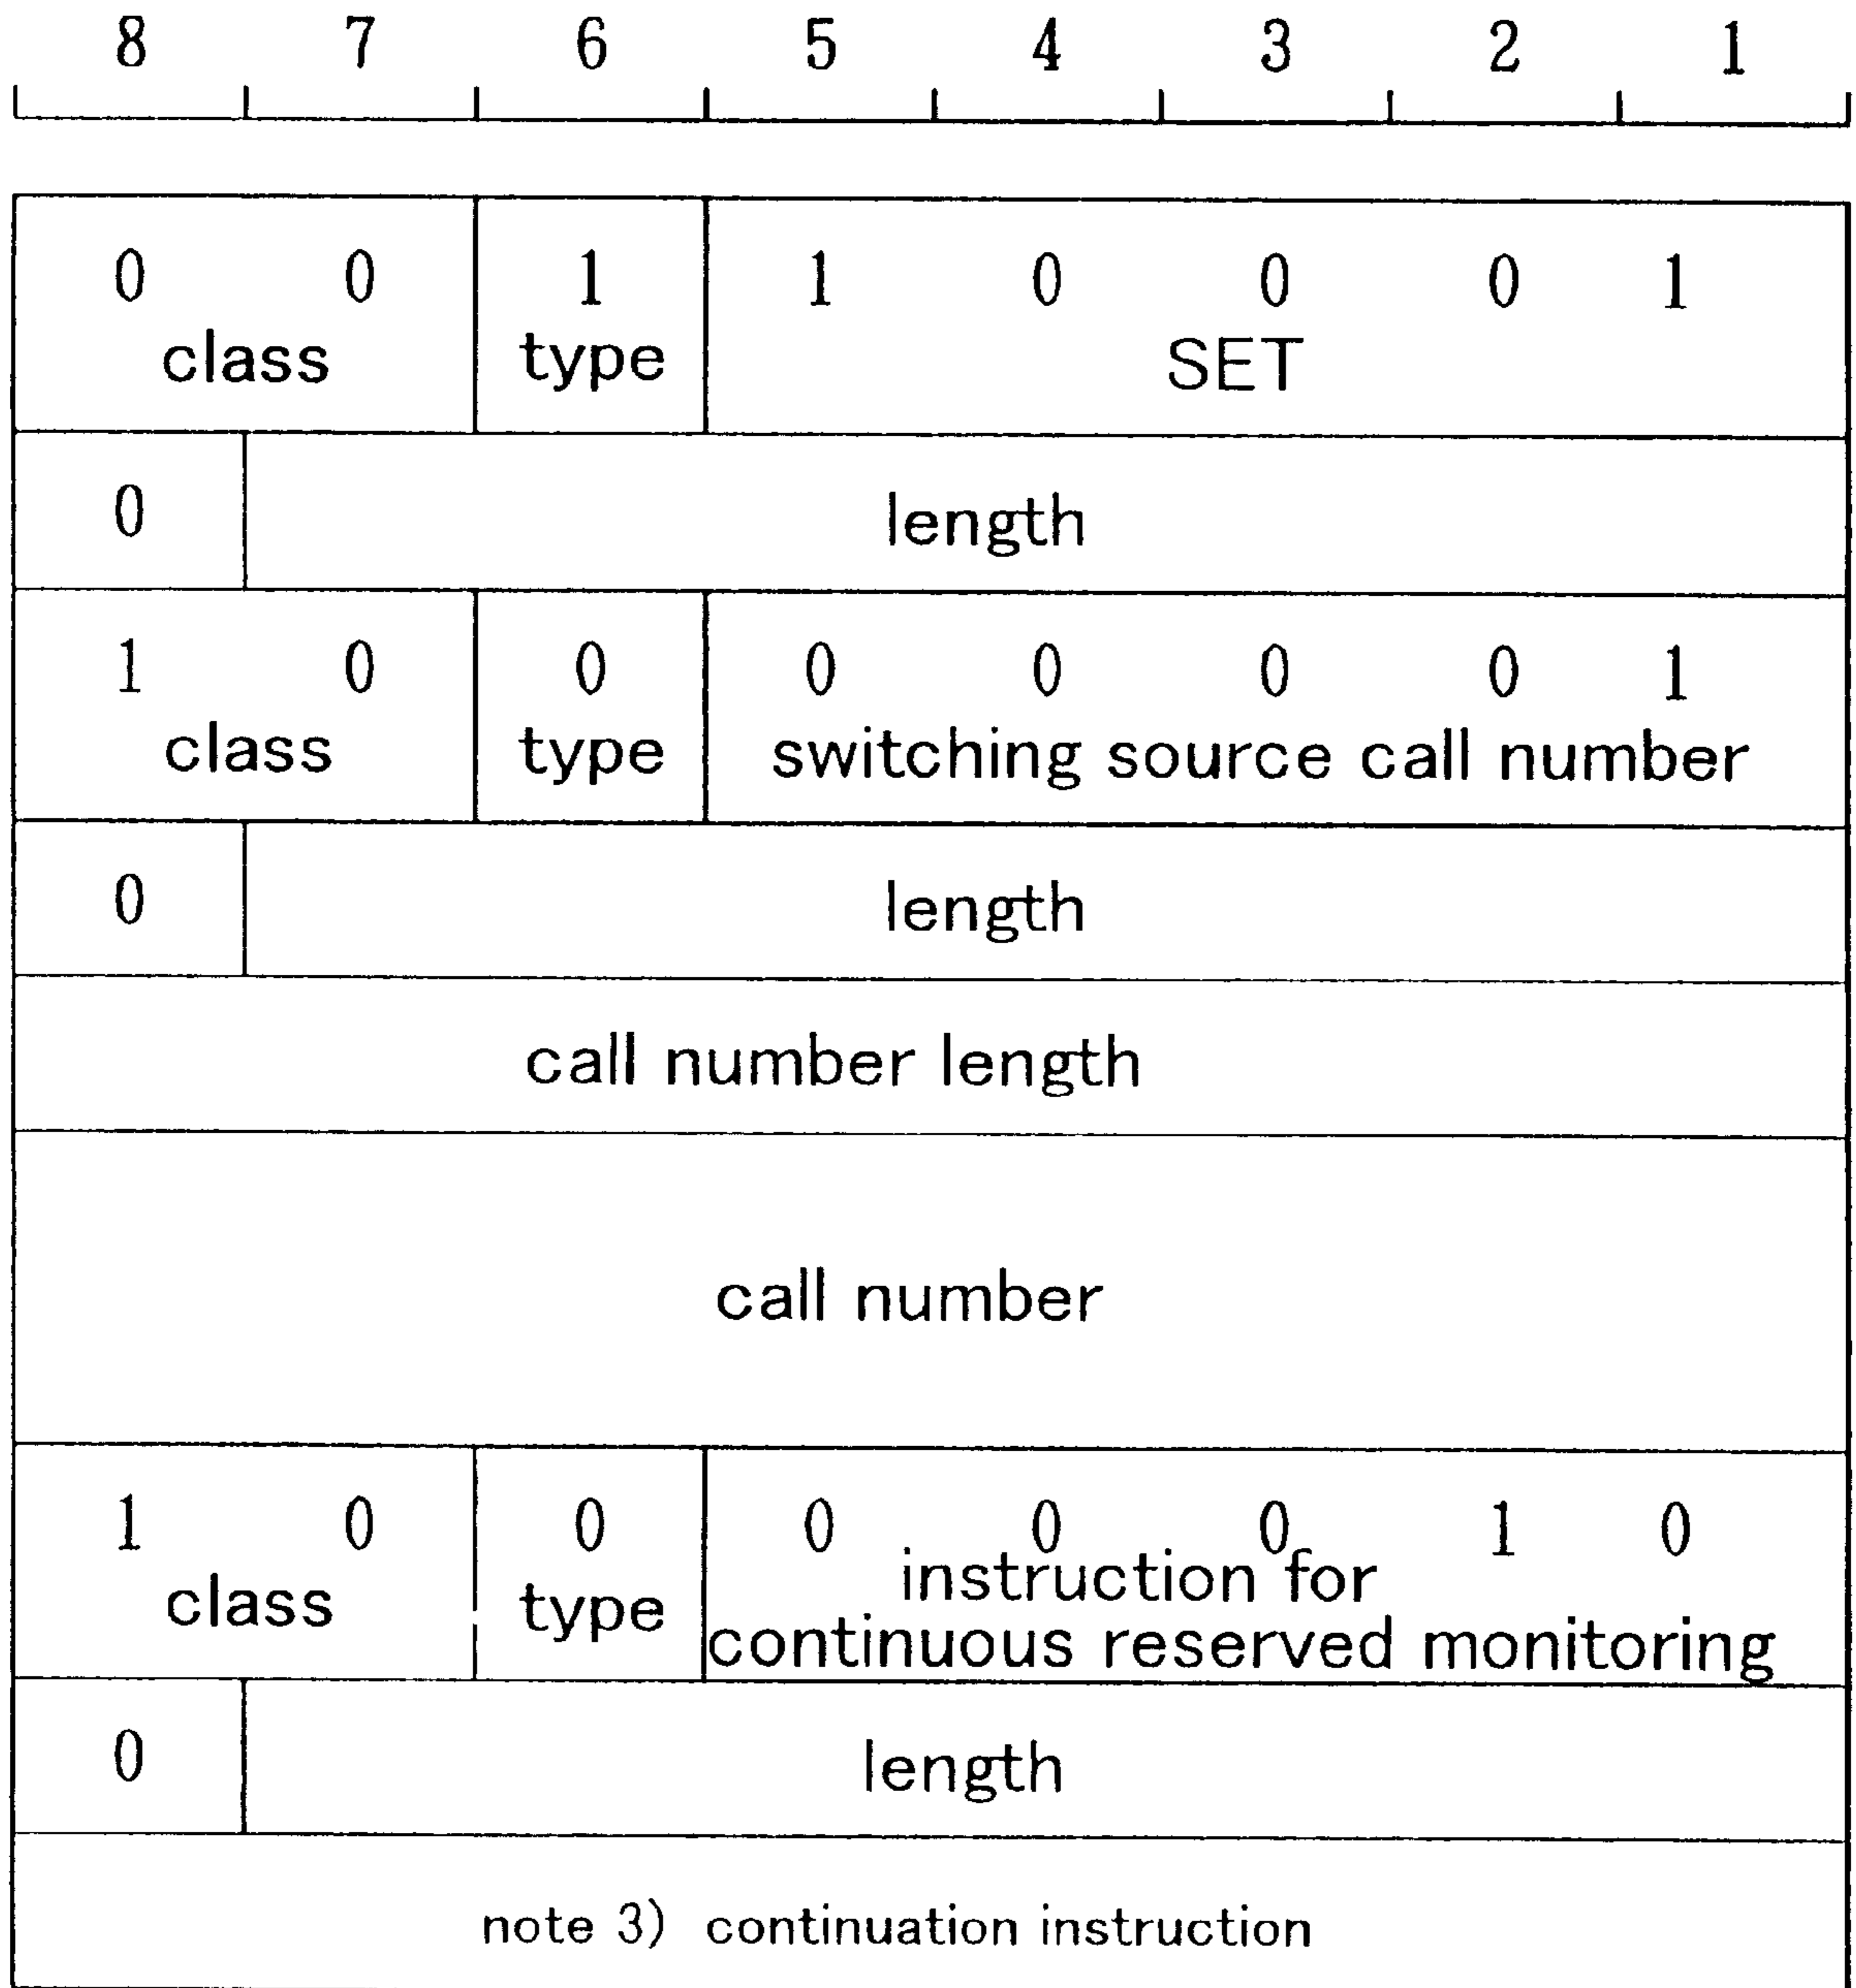 8 7 6 5 4 3 2 1
0 0 1 1 0 0 0 1
class type SET
0 length
1 0 0 0 0 0 0 1
class type switching source call number
0 length
call number length
call number
1 0 0 0 0 0 1 0
class type instruction for
continuous reserved monitoring
0 length
note 3) continuation instruction